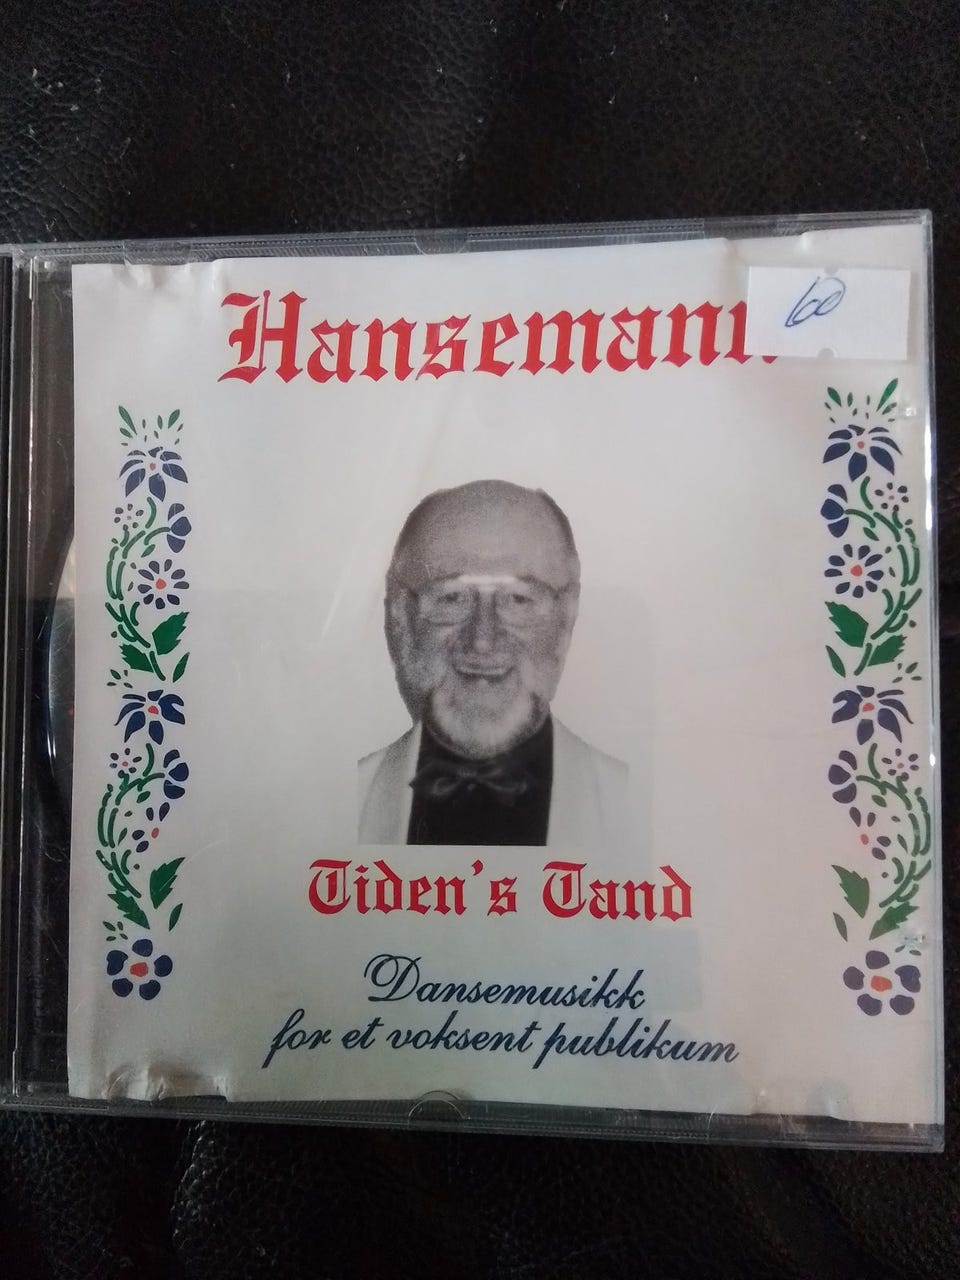 Hansemann
60
Tiden's Tand
Dansemusikk
for et voksent publikum